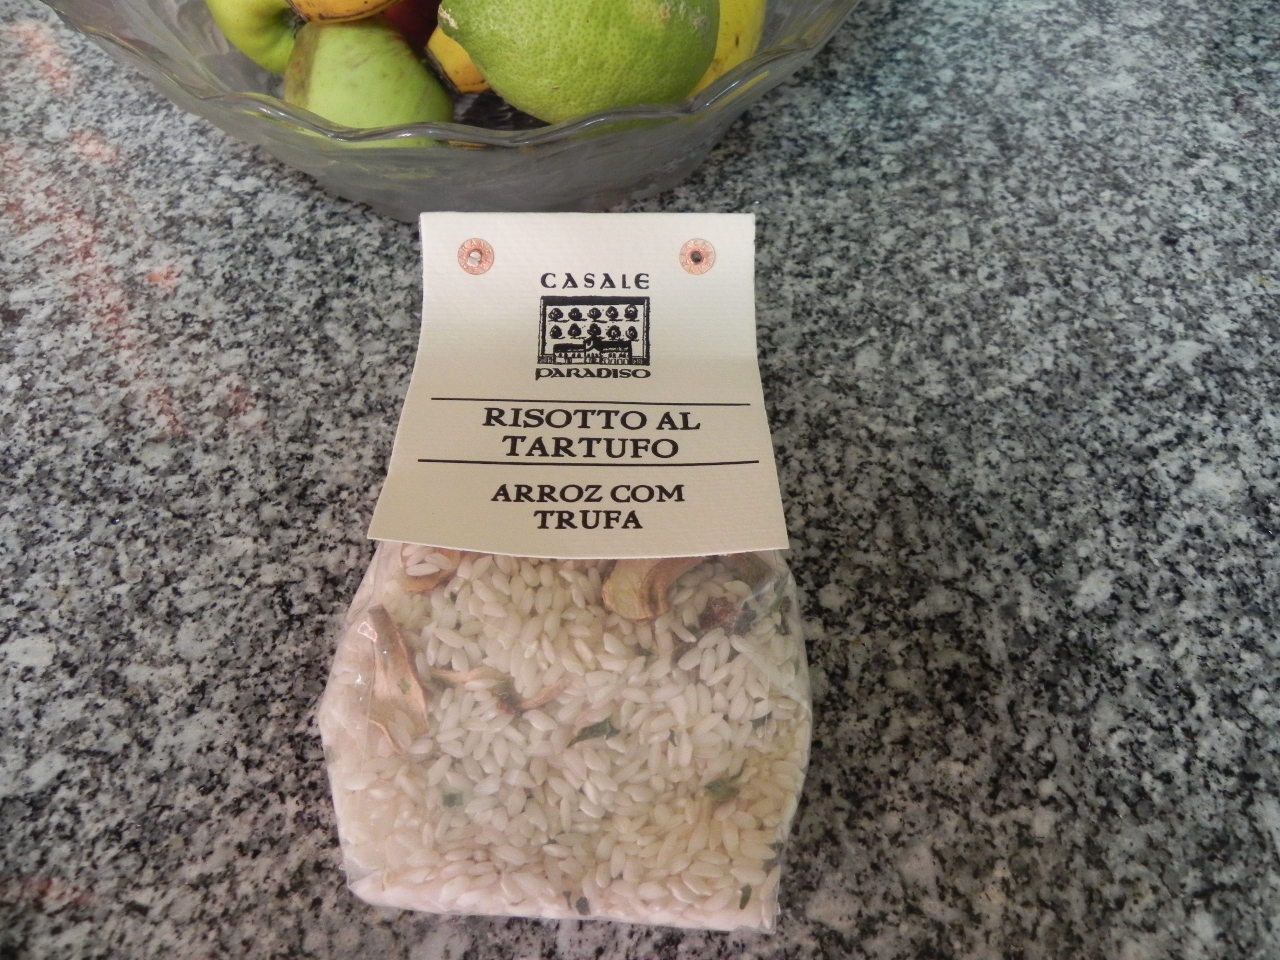 CASALE
PARADISO
RISOTTO AL
TARTUFO
ARROZ COM
TRUFA